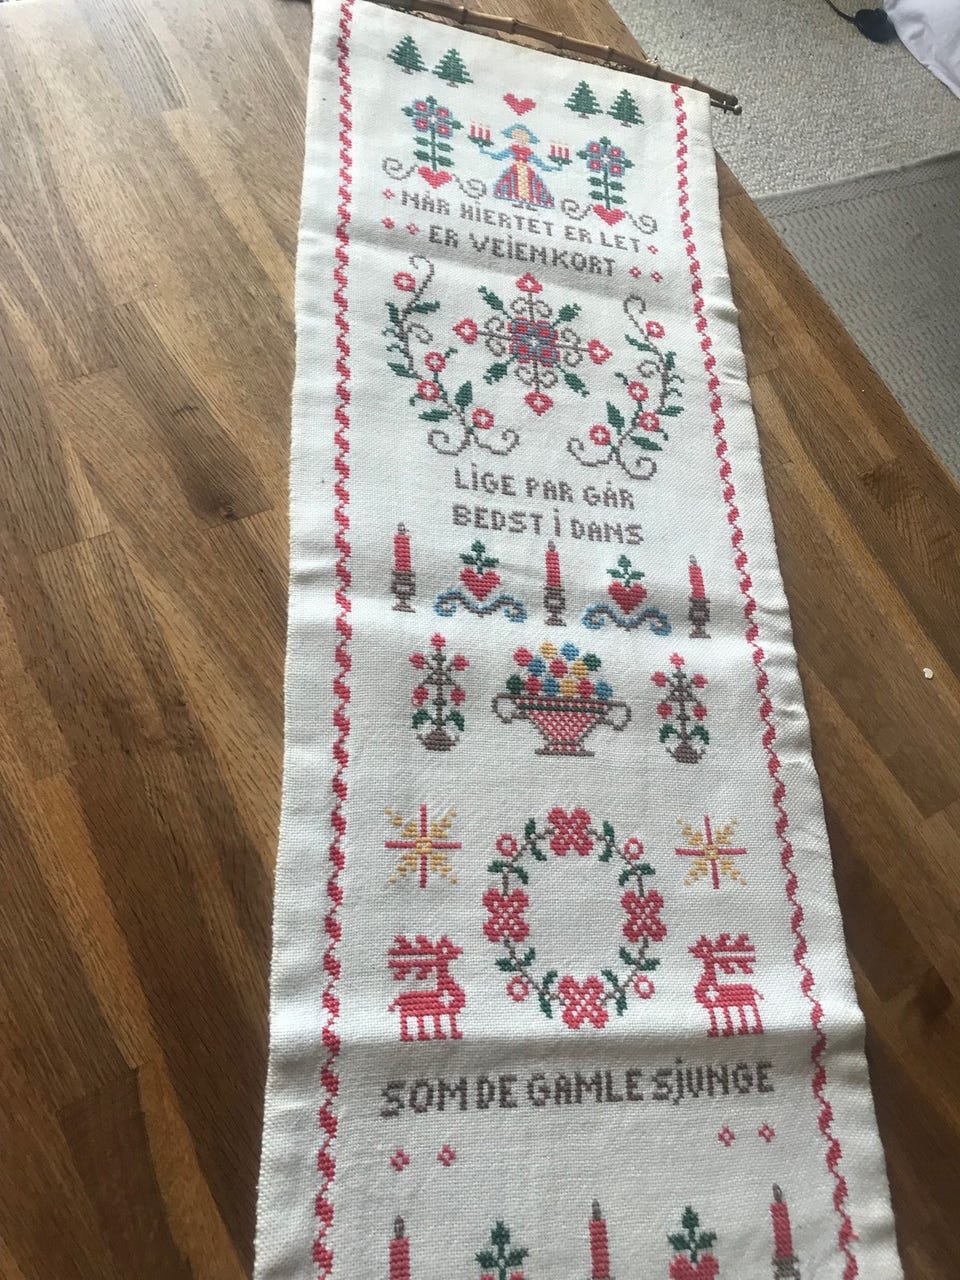 NÅR HIERTET ER LET
ER VEIEN KORT
LIGE PAR GÅR
BEDST i DANS
SOM DE GAMLE SjUNGE